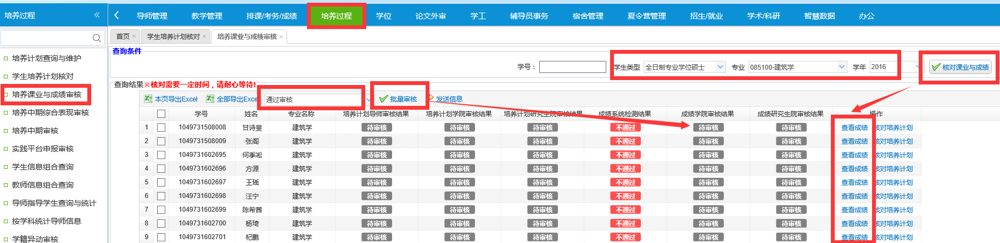 培养过程 «
导师管理 教学管理 排课/考务/成绩 培养过程 学位 论文外审 学工 辅导员事务 宿舍管理 夏令营管理 招生/就业 学术/科研 智慧数据 办公
首页 × 学生培养计划核对 × 培养课业与成绩审核 ×
培养计划查询与维护
学生培养计划核对
培养课业与成绩审核
培养中期综合表现审核
培养中期审核
实践平台申报审核
学生信息组合查询
教师信息组合查询
导师指导学生查询与统计
按学科统计导师信息
学籍异动审核
查询条件
学号： 学生类型 全日制专业学位硕士 专业 085100-建筑学 学年 2016 核对课业与成绩
查询结果※核对需要一定时间，请耐心等待!
本页导出Excel 全部导出Exce 通过审核 批量审核 发送信息
学号 姓名 专业名称 培养计划导师审核结果 培养计划学院审核结果 培养计划研究生院审核结果 成绩系统检测结果 成绩学院审核结果 成绩研究生院审核结果 操作
1 1049731508008 甘诗旻 建筑学 待审核 待审核 待审核 不通过 待审核 待审核 查看成绩 核对培养计划
2 1049731508009 张阁 建筑学 待审核 待审核 待审核 不通过 待审核 待审核 查看成绩 核对培养计划
3 1049731602695 何季凇 建筑学 待审核 待审核 待审核 不通过 待审核 待审核 查看成绩 核对培养计划
4 1049731602696 方源 建筑学 待审核 待审核 待审核 不通过 待审核 待审核 查看成绩 核对培养计划
5 1049731602697 王瑶 建筑学 待审核 待审核 待审核 不通过 待审核 待审核 查看成绩 核对培养计划
6 1049731602698 汪宁 建筑学 待审核 待审核 待审核 不通过 待审核 待审核 查看成绩 核对培养计划
7 1049731602699 陈希茜 建筑学 待审核 待审核 待审核 不通过 待审核 待审核 查看成绩 核对培养计划
8 1049731602700 杨琦 建筑学 待审核 待审核 待审核 不通过 待审核 待审核 查看成绩 核对培养计划
9 1049731602701 杞鹏 建筑学 待审核 待审核 待审核 不通过 待审核 待审核 查看成绩 核对培养计划